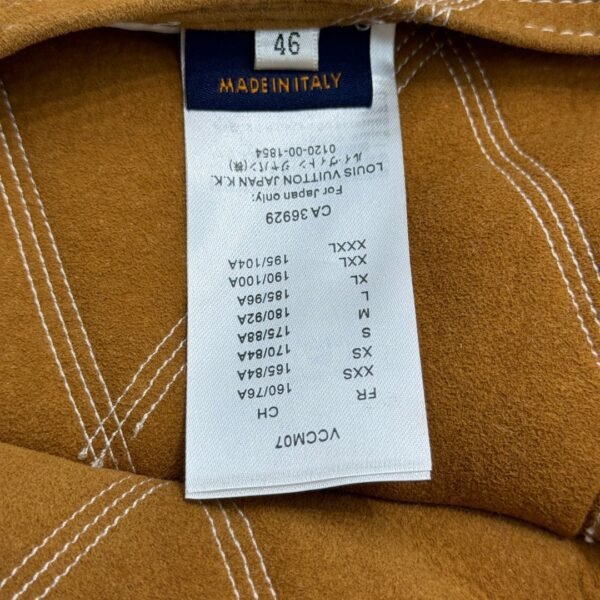 46
MADE IN ITALY
VCCM07
FR CH
XXS 160/76A
XS 165/84A
S 170/84A
M 175/88A
L 180/92A
XL 185/96A
XXL 190/100A
XXXL 195/104A
CA 36929
For Japan only:
LOUIS VUITTON JAPAN K.K.
ルイ・ヴィトン ジャパン(株)
0120-00-1854